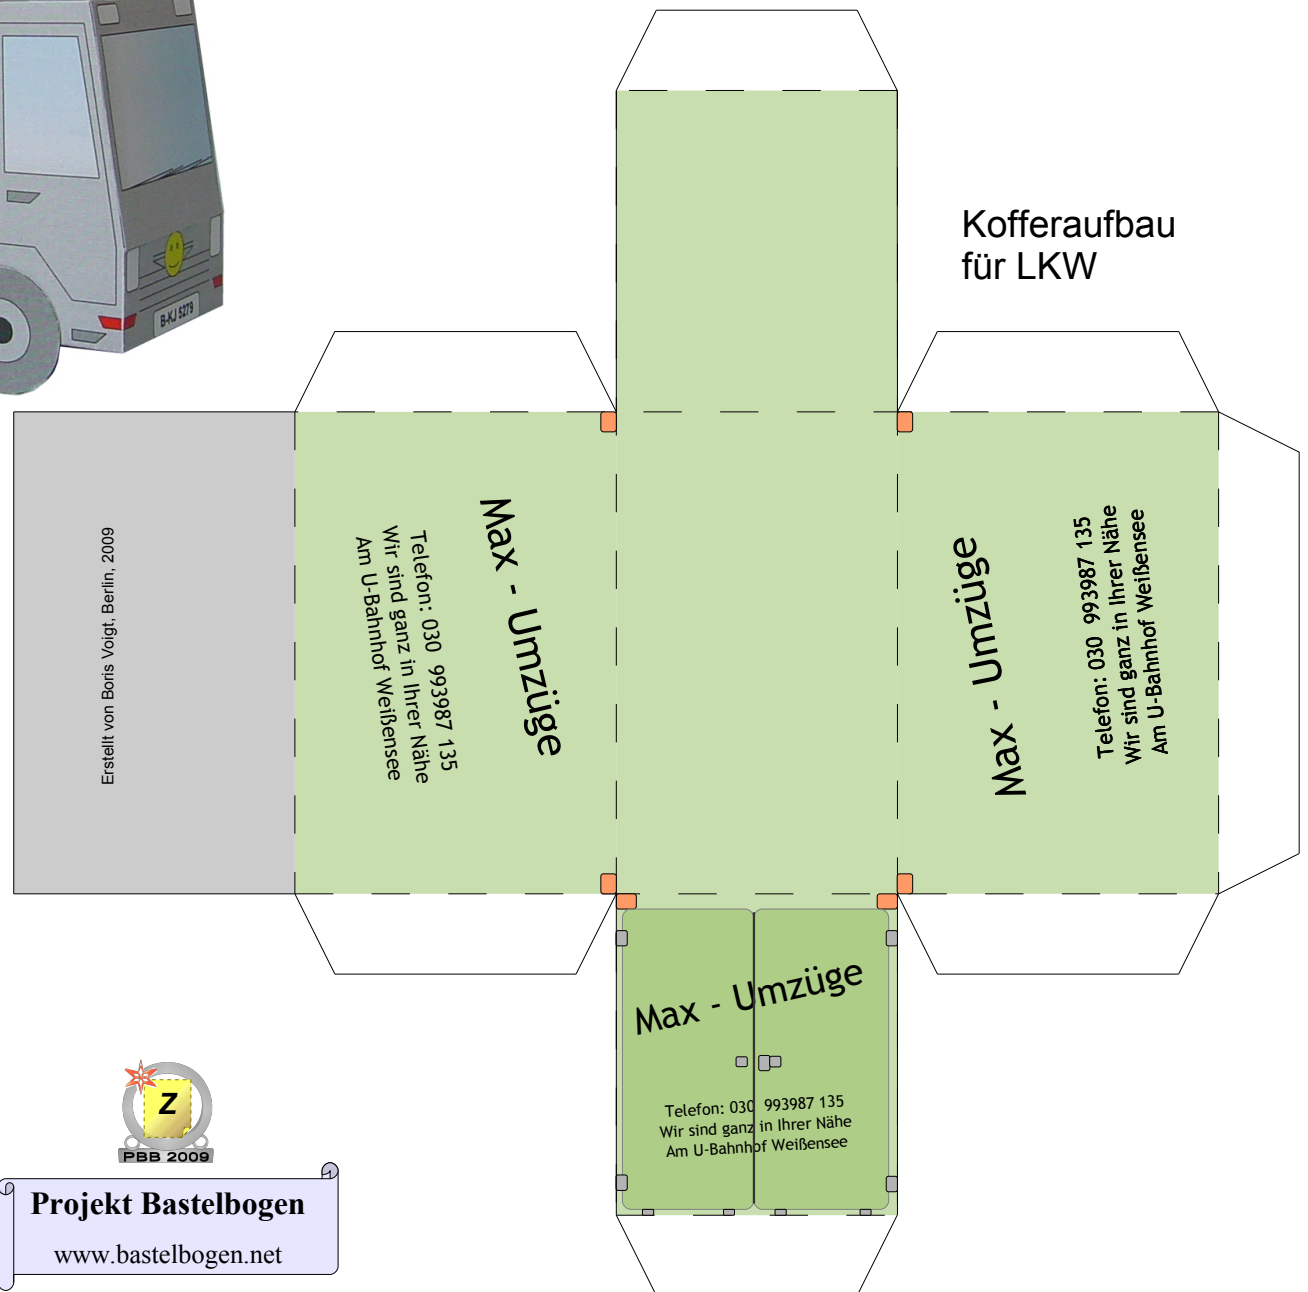 B-KJ 5279
Kofferaufbau
für LKW
Erstellt von Boris Voigt, Berlin, 2009
Max - Umzüge
Telefon: 030 993987 135
Wir sind ganz in Ihrer Nähe
Am U-Bahnhof Weißensee
Max - Umzüge
Telefon: 030 993987 135
Wir sind ganz in Ihrer Nähe
Am U-Bahnhof Weißensee
Max - Umzüge
Telefon: 030 993987 135
Wir sind ganz in Ihrer Nähe
Am U-Bahnhof Weißensee
Z
PBB 2009
Projekt Bastelbogen
www.bastelbogen.net